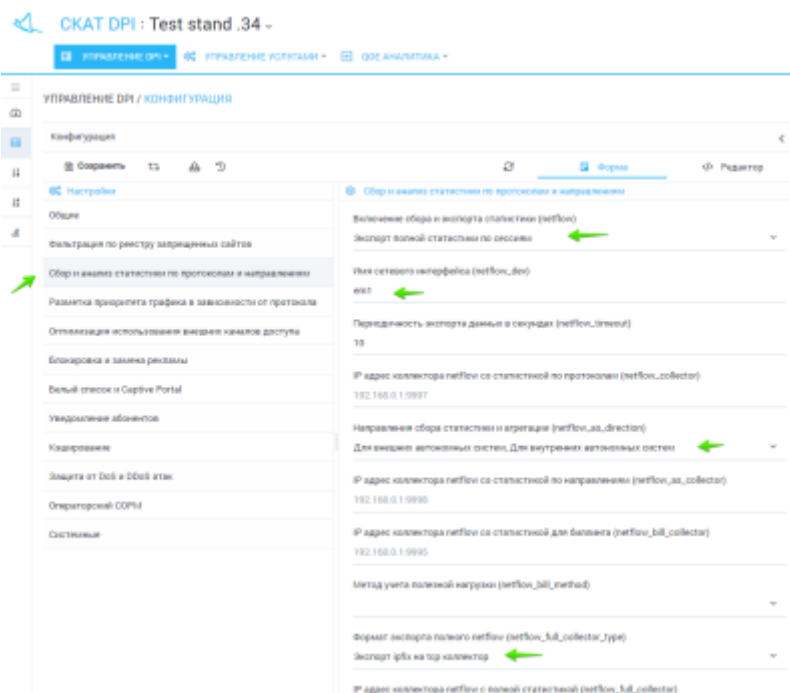 СКАТ DPI : Test stand .34
УПРАВЛЕНИЕ DPI
УПРАВЛЕНИЕ УСЛУГАМИ
QOE АНАЛИТИКА
УПРАВЛЕНИЕ DPI / КОНФИГУРАЦИЯ
Конфигурация
Сохранить
Форма
Редактор
Настройки
Общие
Фильтрация по реестру запрещенных сайтов
Сбор и анализ статистики по протоколам и направлениям
Разметка приоритета трафика в зависимости от протокола
Оптимизация использования внешних каналов доступа
Блокировка и замена рекламы
Белый список и Captive Portal
Уведомление абонентов
Кэширование
Защита от DoS и DDoS атак
Операторский СОРМ
Системные
Сбор и анализ статистики по протоколам и направлениям
Включение сбора и экспорта статистики (netflow)
Экспорт полной статистики по сессиям
Имя сетевого интерфейса (netflow_dev)
em1
Периодичность экспорта данных в секундах (netflow_timeout)
10
IP адрес коллектора netflow со статистикой по протоколам (netflow_collector)
192.168.0.1:9997
Направления сбора статистики и агрегации (netflow_as_direction)
Для внешних автономных систем, Для внутренних автономных систем
IP адрес коллектора netflow со статистикой по направлениям (netflow_as_collector)
192.168.0.1:9998
IP адрес коллектора netflow со статистикой для биллинга (netflow_bill_collector)
192.168.0.1:9995
Метод учета полезной нагрузки (netflow_bill_method)
Формат экспорта полного netflow (netflow_full_collector_type)
Экспорт ipfix на tcp коллектор
IP адрес коллектора netflow с полной статистикой (netflow_full_collector)